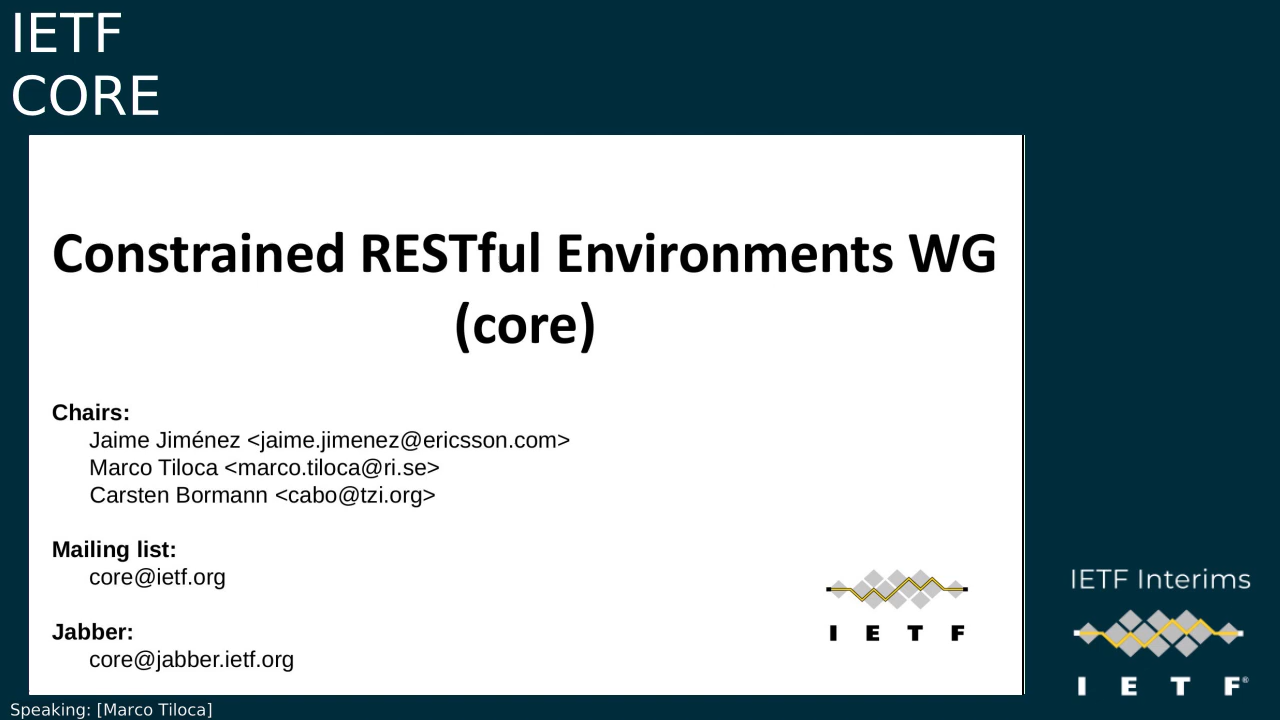 IETF
CORE
Constrained RESTful Environments WG
(core)
Chairs:
Jaime Jiménez <jaime.jimenez@ericsson.com>
Marco Tiloca <marco.tiloca@ri.se>
Carsten Bormann <cabo@tzi.org>
Mailing list:
core@ietf.org
Jabber:
core@jabber.ietf.org
I E T F
IETF Interims
I E T F®
Speaking: [Marco Tiloca]